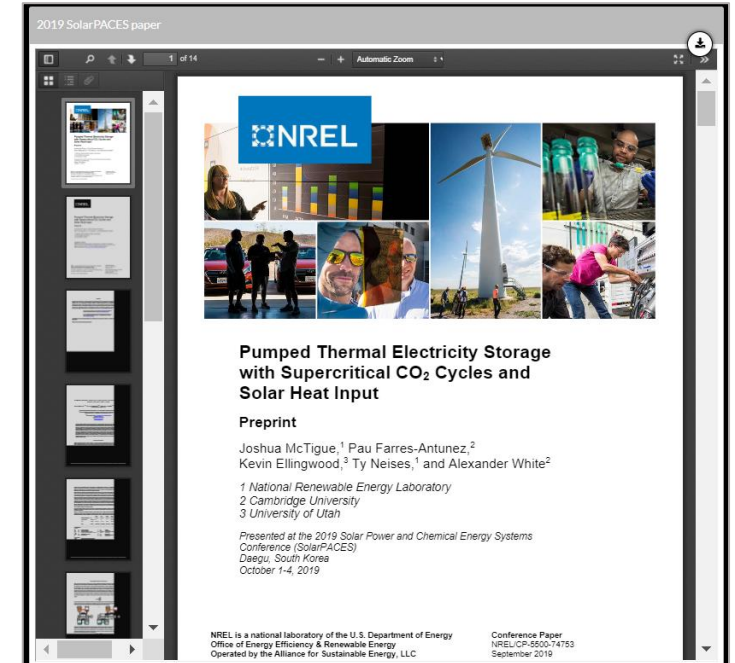 2019 SolarPACES paper
1 of 14
Automatic Zoom
NREL
Pumped Thermal Electricity Storage
with Supercritical CO₂ Cycles and
Solar Heat Input
Preprint
Joshua McTigue,¹ Pau Farres-Antunez,²
Kevin Ellingwood,³ Ty Neises,¹ and Alexander White²
1 National Renewable Energy Laboratory
2 Cambridge University
3 University of Utah
Presented at the 2019 Solar Power and Chemical Energy Systems
Conference (SolarPACES)
Daegu, South Korea
October 1-4, 2019
NREL is a national laboratory of the U.S. Department of Energy
Office of Energy Efficiency & Renewable Energy
Operated by the Alliance for Sustainable Energy, LLC
Conference Paper
NREL/CP-5500-74753
September 2019